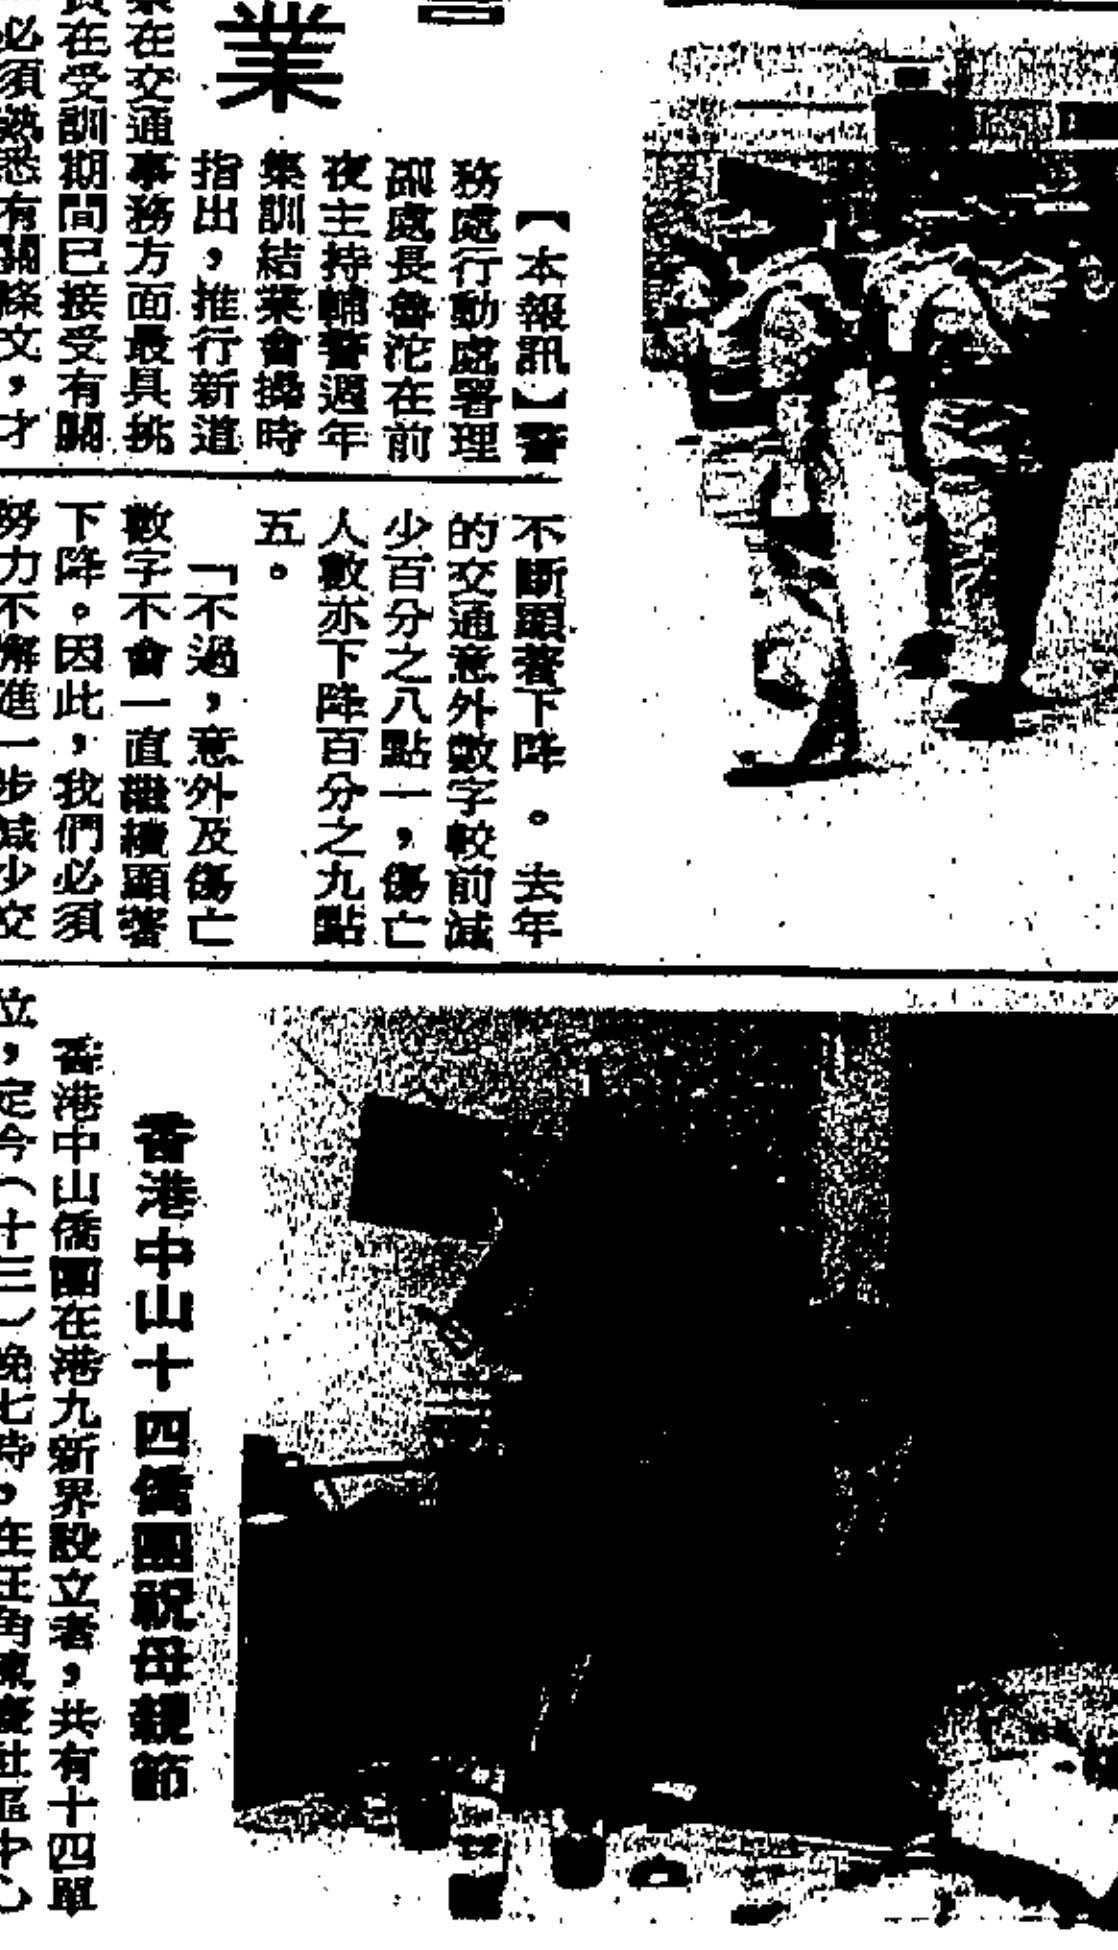 業
【本報訊】警
務處行動處署理
副處長魯沱在前
夜主持輔警週年
集訓結業會操時
指出，推行新道
在交通事務方面最具挑
在受訓期間已接受有關
必須熟悉有關條文，才
不斷顯著下降。去年
的交通意外數字較前減
少百分之八點一，傷亡
人數亦下降百分之九點
五。
「不過，意外及傷亡
數字不會一直繼續顯著
下降。因此，我們必須
努力不懈進一步減少交
香港中山十四僑團祝母親節
香港中山僑團在港九新界設立者，共有十四單
立，定今（十三）晚七時，在旺角社區中心